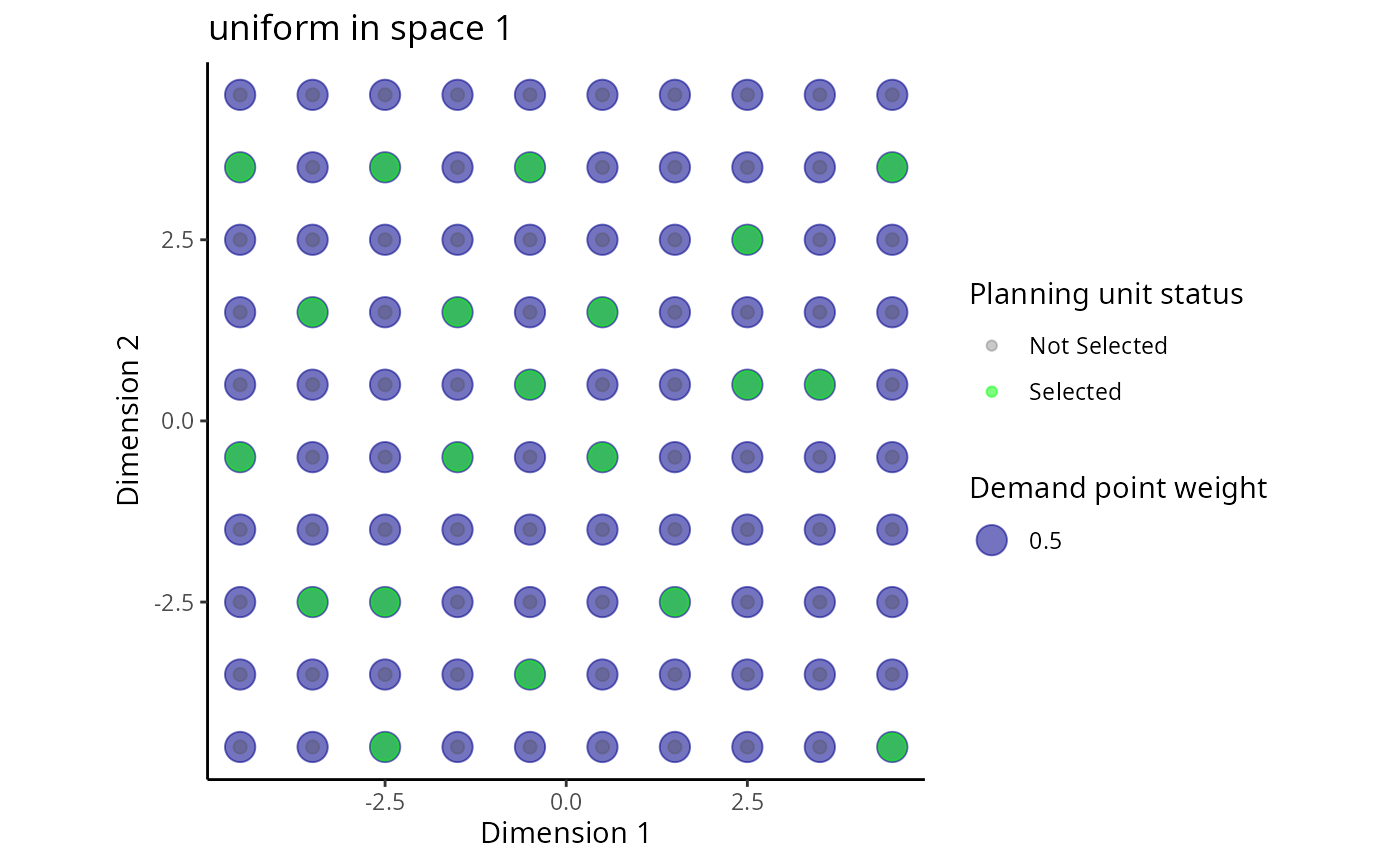 uniform in space 1
2.5
0.0
-2.5
Dimension 2
-2.5 0.0 2.5
Dimension 1
Planning unit status
Not Selected
Selected
Demand point weight
0.5